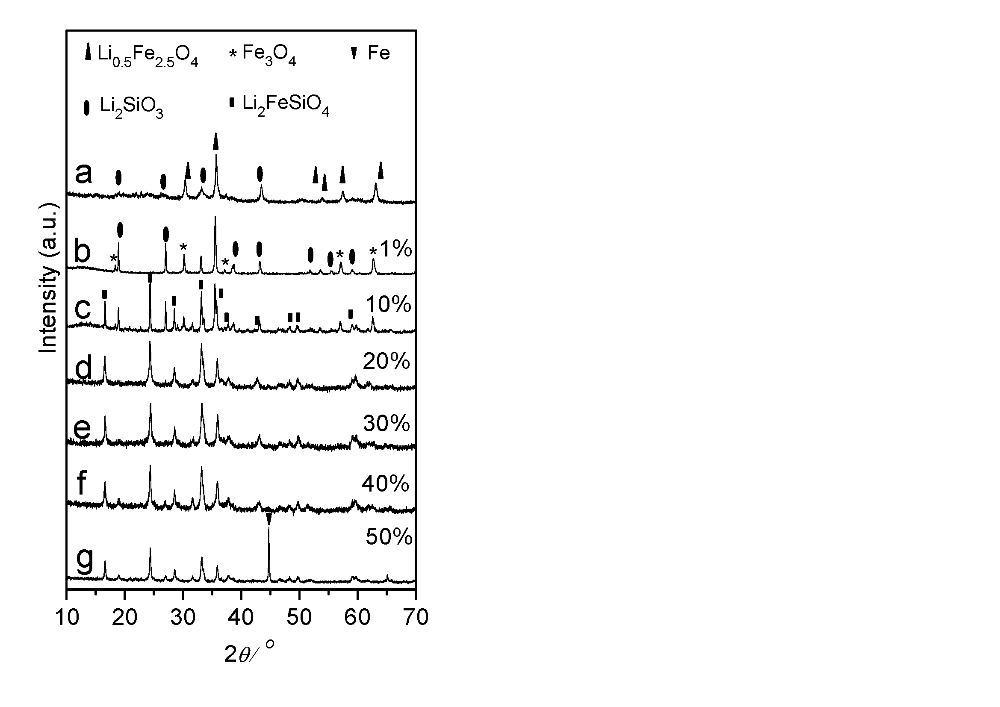 Li0.5Fe2.5O4 * Fe3O4 Fe
Li2SiO3 Li2FeSiO4
Intensity (a.u.)
a
b 1%
c 10%
d 20%
e 30%
f 40%
g 50%
10 20 30 40 50 60 70
2θ/ o